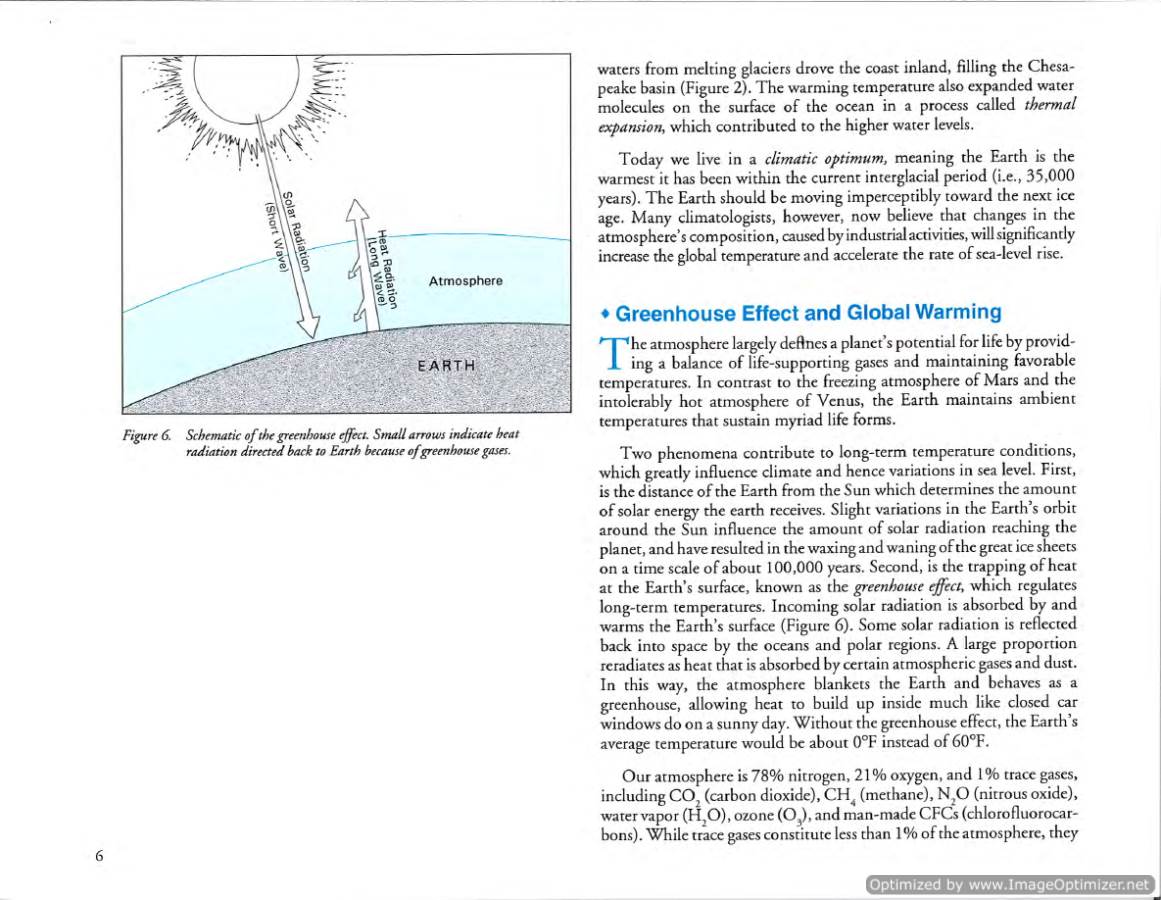 Solar Radiation
(Short Wave)
Heat Radiation
(Long Wave)
Atmosphere
EARTH
Figure 6. Schematic of the greenhouse effect. Small arrows indicate heat
radiation directed back to Earth because of greenhouse gases.
6
waters from melting glaciers drove the coast inland, filling the Chesa-
peake basin (Figure 2). The warming temperature also expanded water
molecules on the surface of the ocean in a process called thermal
expansion, which contributed to the higher water levels.
Today we live in a climatic optimum, meaning the Earth is the
warmest it has been within the current interglacial period (i.e., 35,000
years). The Earth should be moving imperceptibly toward the next ice
age. Many climatologists, however, now believe that changes in the
atmosphere's composition, caused by industrial activities, will significantly
increase the global temperature and accelerate the rate of sea-level rise.
♦ Greenhouse Effect and Global Warming
The atmosphere largely defines a planet's potential for life by provid-
ing a balance of life-supporting gases and maintaining favorable
temperatures. In contrast to the freezing atmosphere of Mars and the
intolerably hot atmosphere of Venus, the Earth maintains ambient
temperatures that sustain myriad life forms.
Two phenomena contribute to long-term temperature conditions,
which greatly influence climate and hence variations in sea level. First,
is the distance of the Earth from the Sun which determines the amount
of solar energy the earth receives. Slight variations in the Earth's orbit
around the Sun influence the amount of solar radiation reaching the
planet, and have resulted in the waxing and waning of the great ice sheets
on a time scale of about 100,000 years. Second, is the trapping of heat
at the Earth's surface, known as the greenhouse effect, which regulates
long-term temperatures. Incoming solar radiation is absorbed by and
warms the Earth's surface (Figure 6). Some solar radiation is reflected
back into space by the oceans and polar regions. A large proportion
reradiates as heat that is absorbed by certain atmospheric gases and dust.
In this way, the atmosphere blankets the Earth and behaves as a
greenhouse, allowing heat to build up inside much like closed car
windows do on a sunny day. Without the greenhouse effect, the Earth's
average temperature would be about 0°F instead of 60°F.
Our atmosphere is 78% nitrogen, 21% oxygen, and 1% trace gases,
including CO₂ (carbon dioxide), CH₄ (methane), N₂O (nitrous oxide),
water vapor (H₂O), ozone (O₃), and man-made CFCs (chlorofluorocar-
bons). While trace gases constitute less than 1% of the atmosphere, they
Optimized by www.ImageOptimizer.net